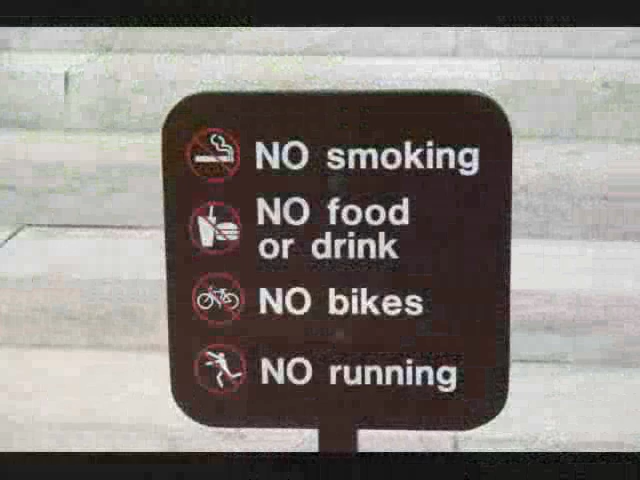 NO smoking
NO food
or drink
NO bikes
NO running